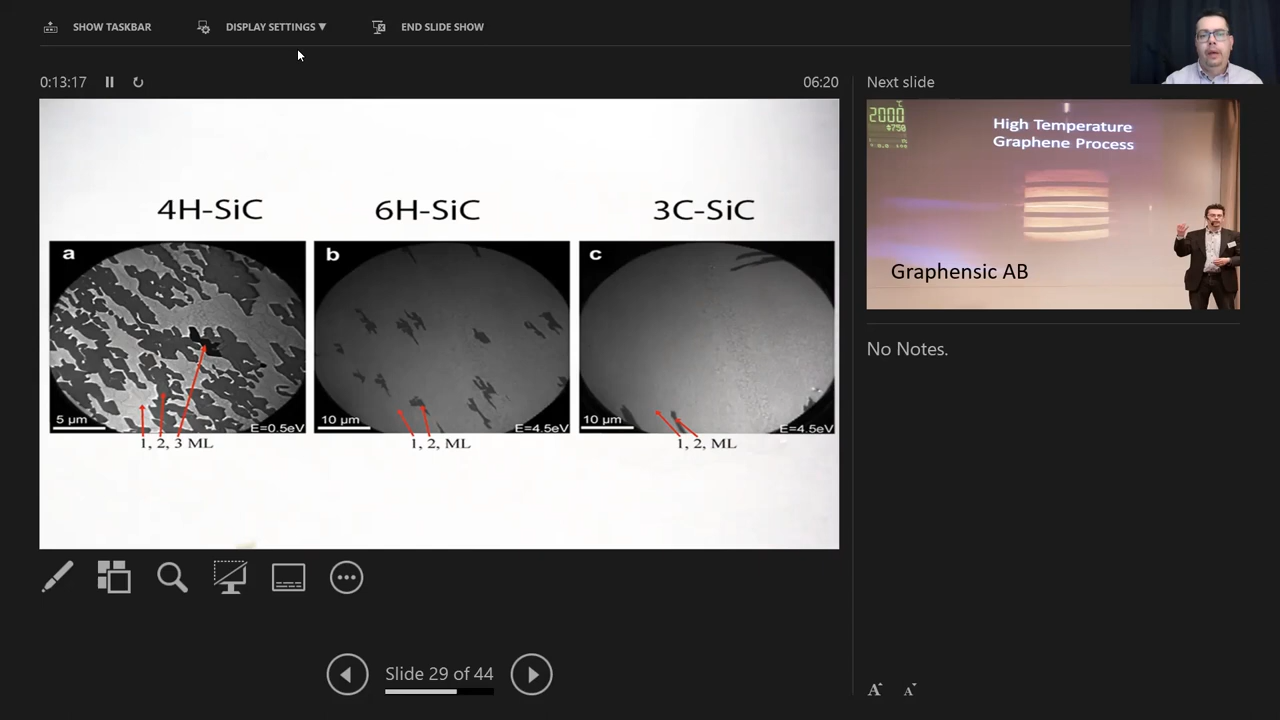 SHOW TASKBAR
DISPLAY SETTINGS ▼
END SLIDE SHOW
0:13:17
06:20
4H-SiC
6H-SiC
3C-SiC
a
b
c
5 µm
E=0.5eV
10 µm
E=4.5eV
10 µm
E=4.5eV
1, 2, 3 ML
1, 2, ML
1, 2, ML
Slide 29 of 44
Next slide
2000
High Temperature
Graphene Process
Graphensic AB
No Notes.
A
A